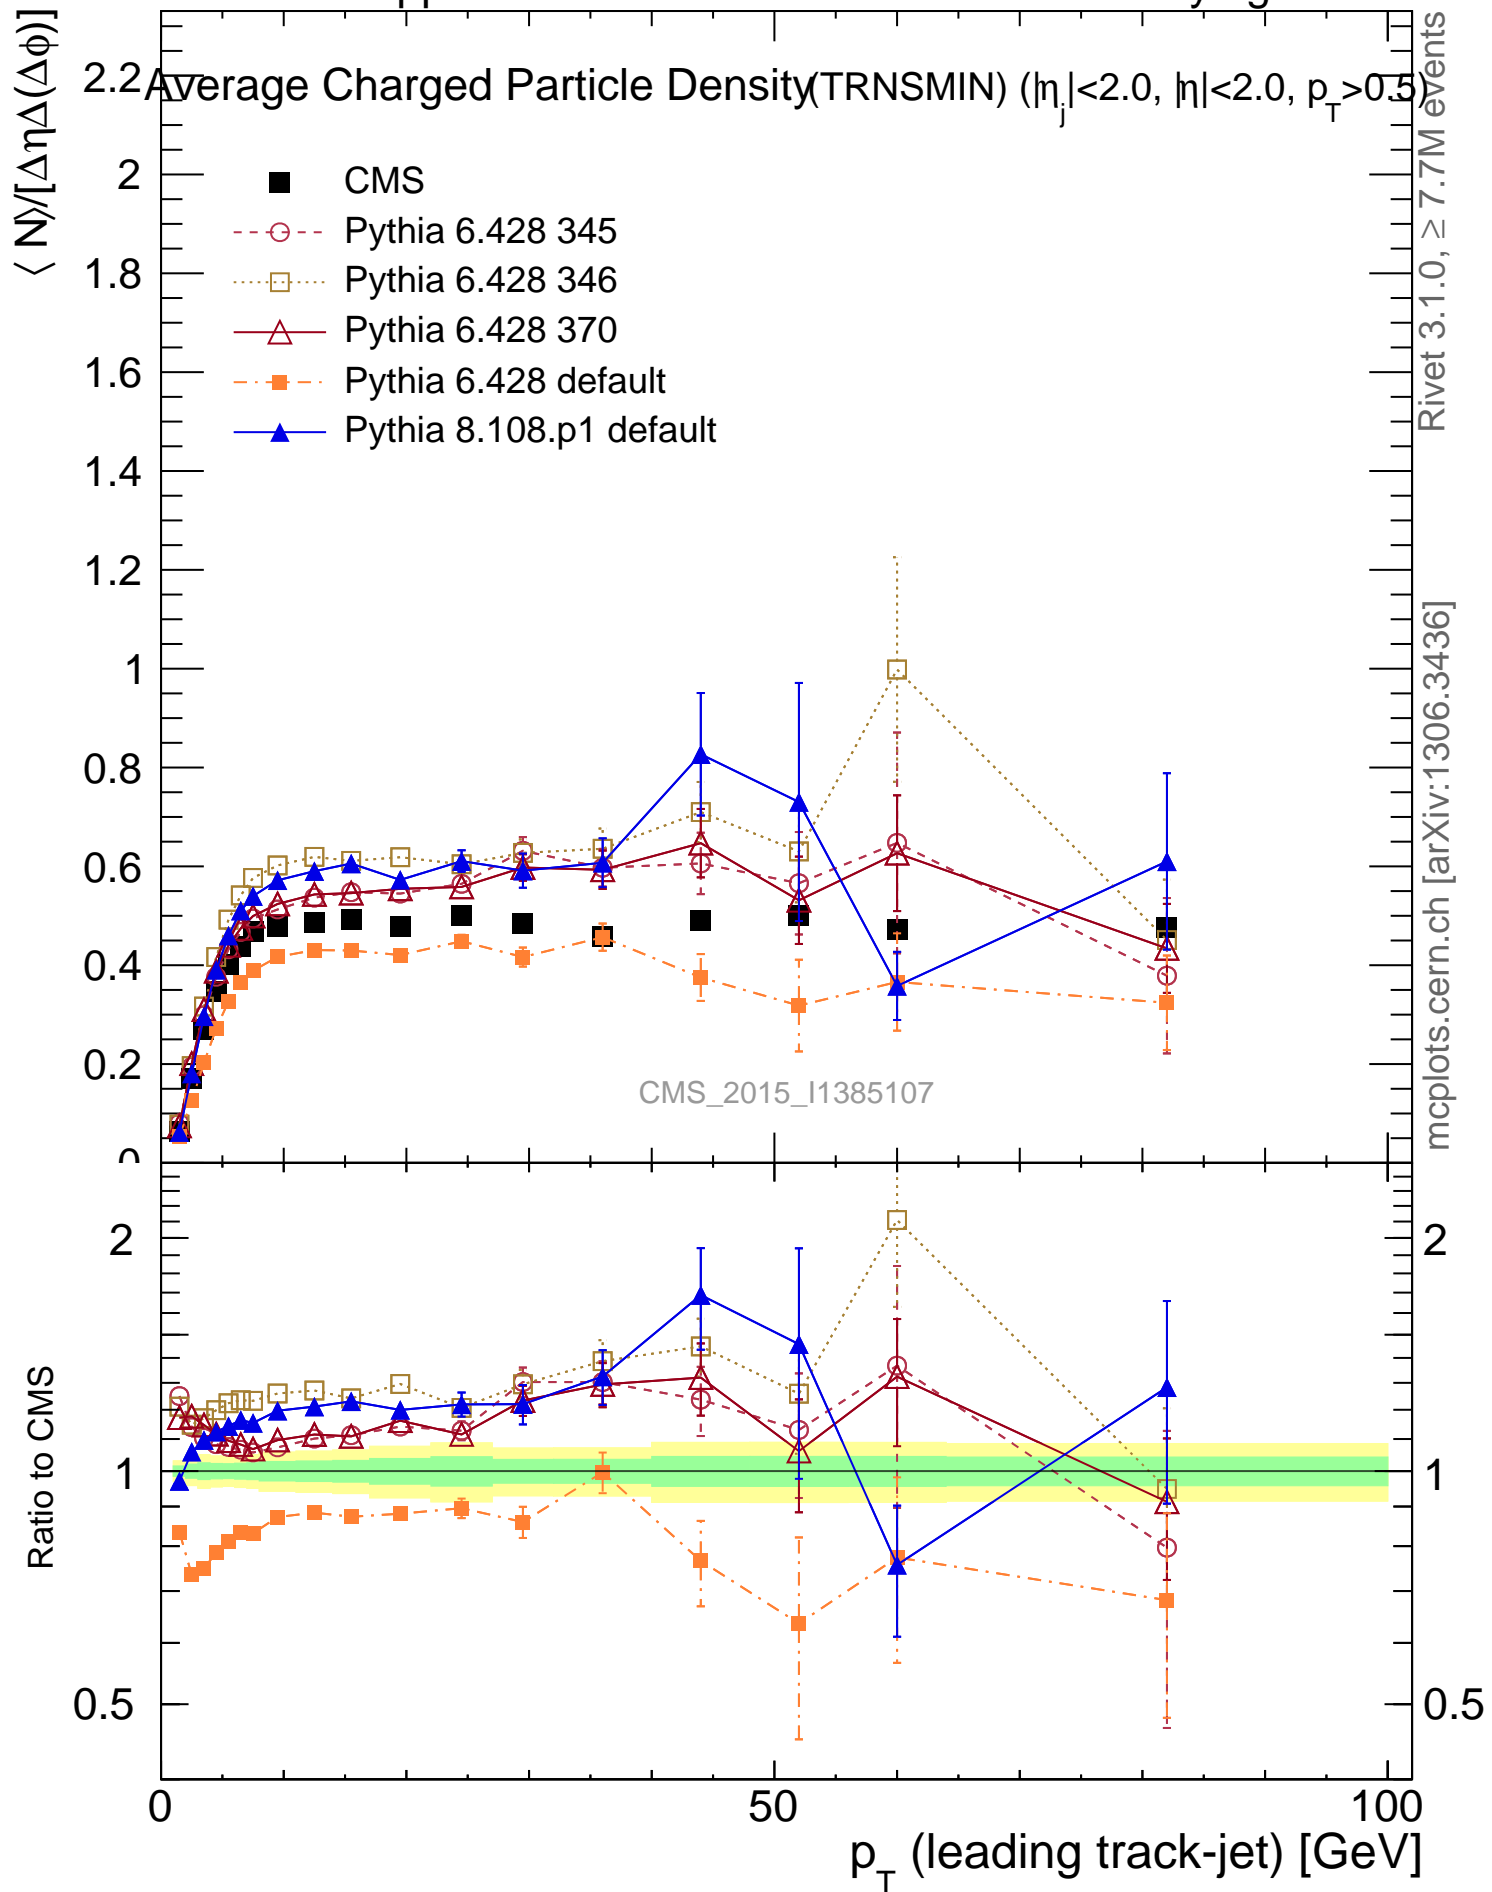 ⟨ N⟩/[ΔηΔ(Δϕ)]
Average Charged Particle Density (TRNSMIN) (|η_j|<2.0, |η|<2.0, p_T>0.5)
CMS
Pythia 6.428 345
Pythia 6.428 346
Pythia 6.428 370
Pythia 6.428 default
Pythia 8.108.p1 default
2.2
2
1.8
1.6
1.4
1.2
1
0.8
0.6
0.4
0.2
0
CMS_2015_I1385107
Rivet 3.1.0, ≥ 7.7M events
mcplots.cern.ch [arXiv:1306.3436]
Ratio to CMS
2
1
0.5
2
1
0.5
0
50
100
p_T (leading track-jet) [GeV]